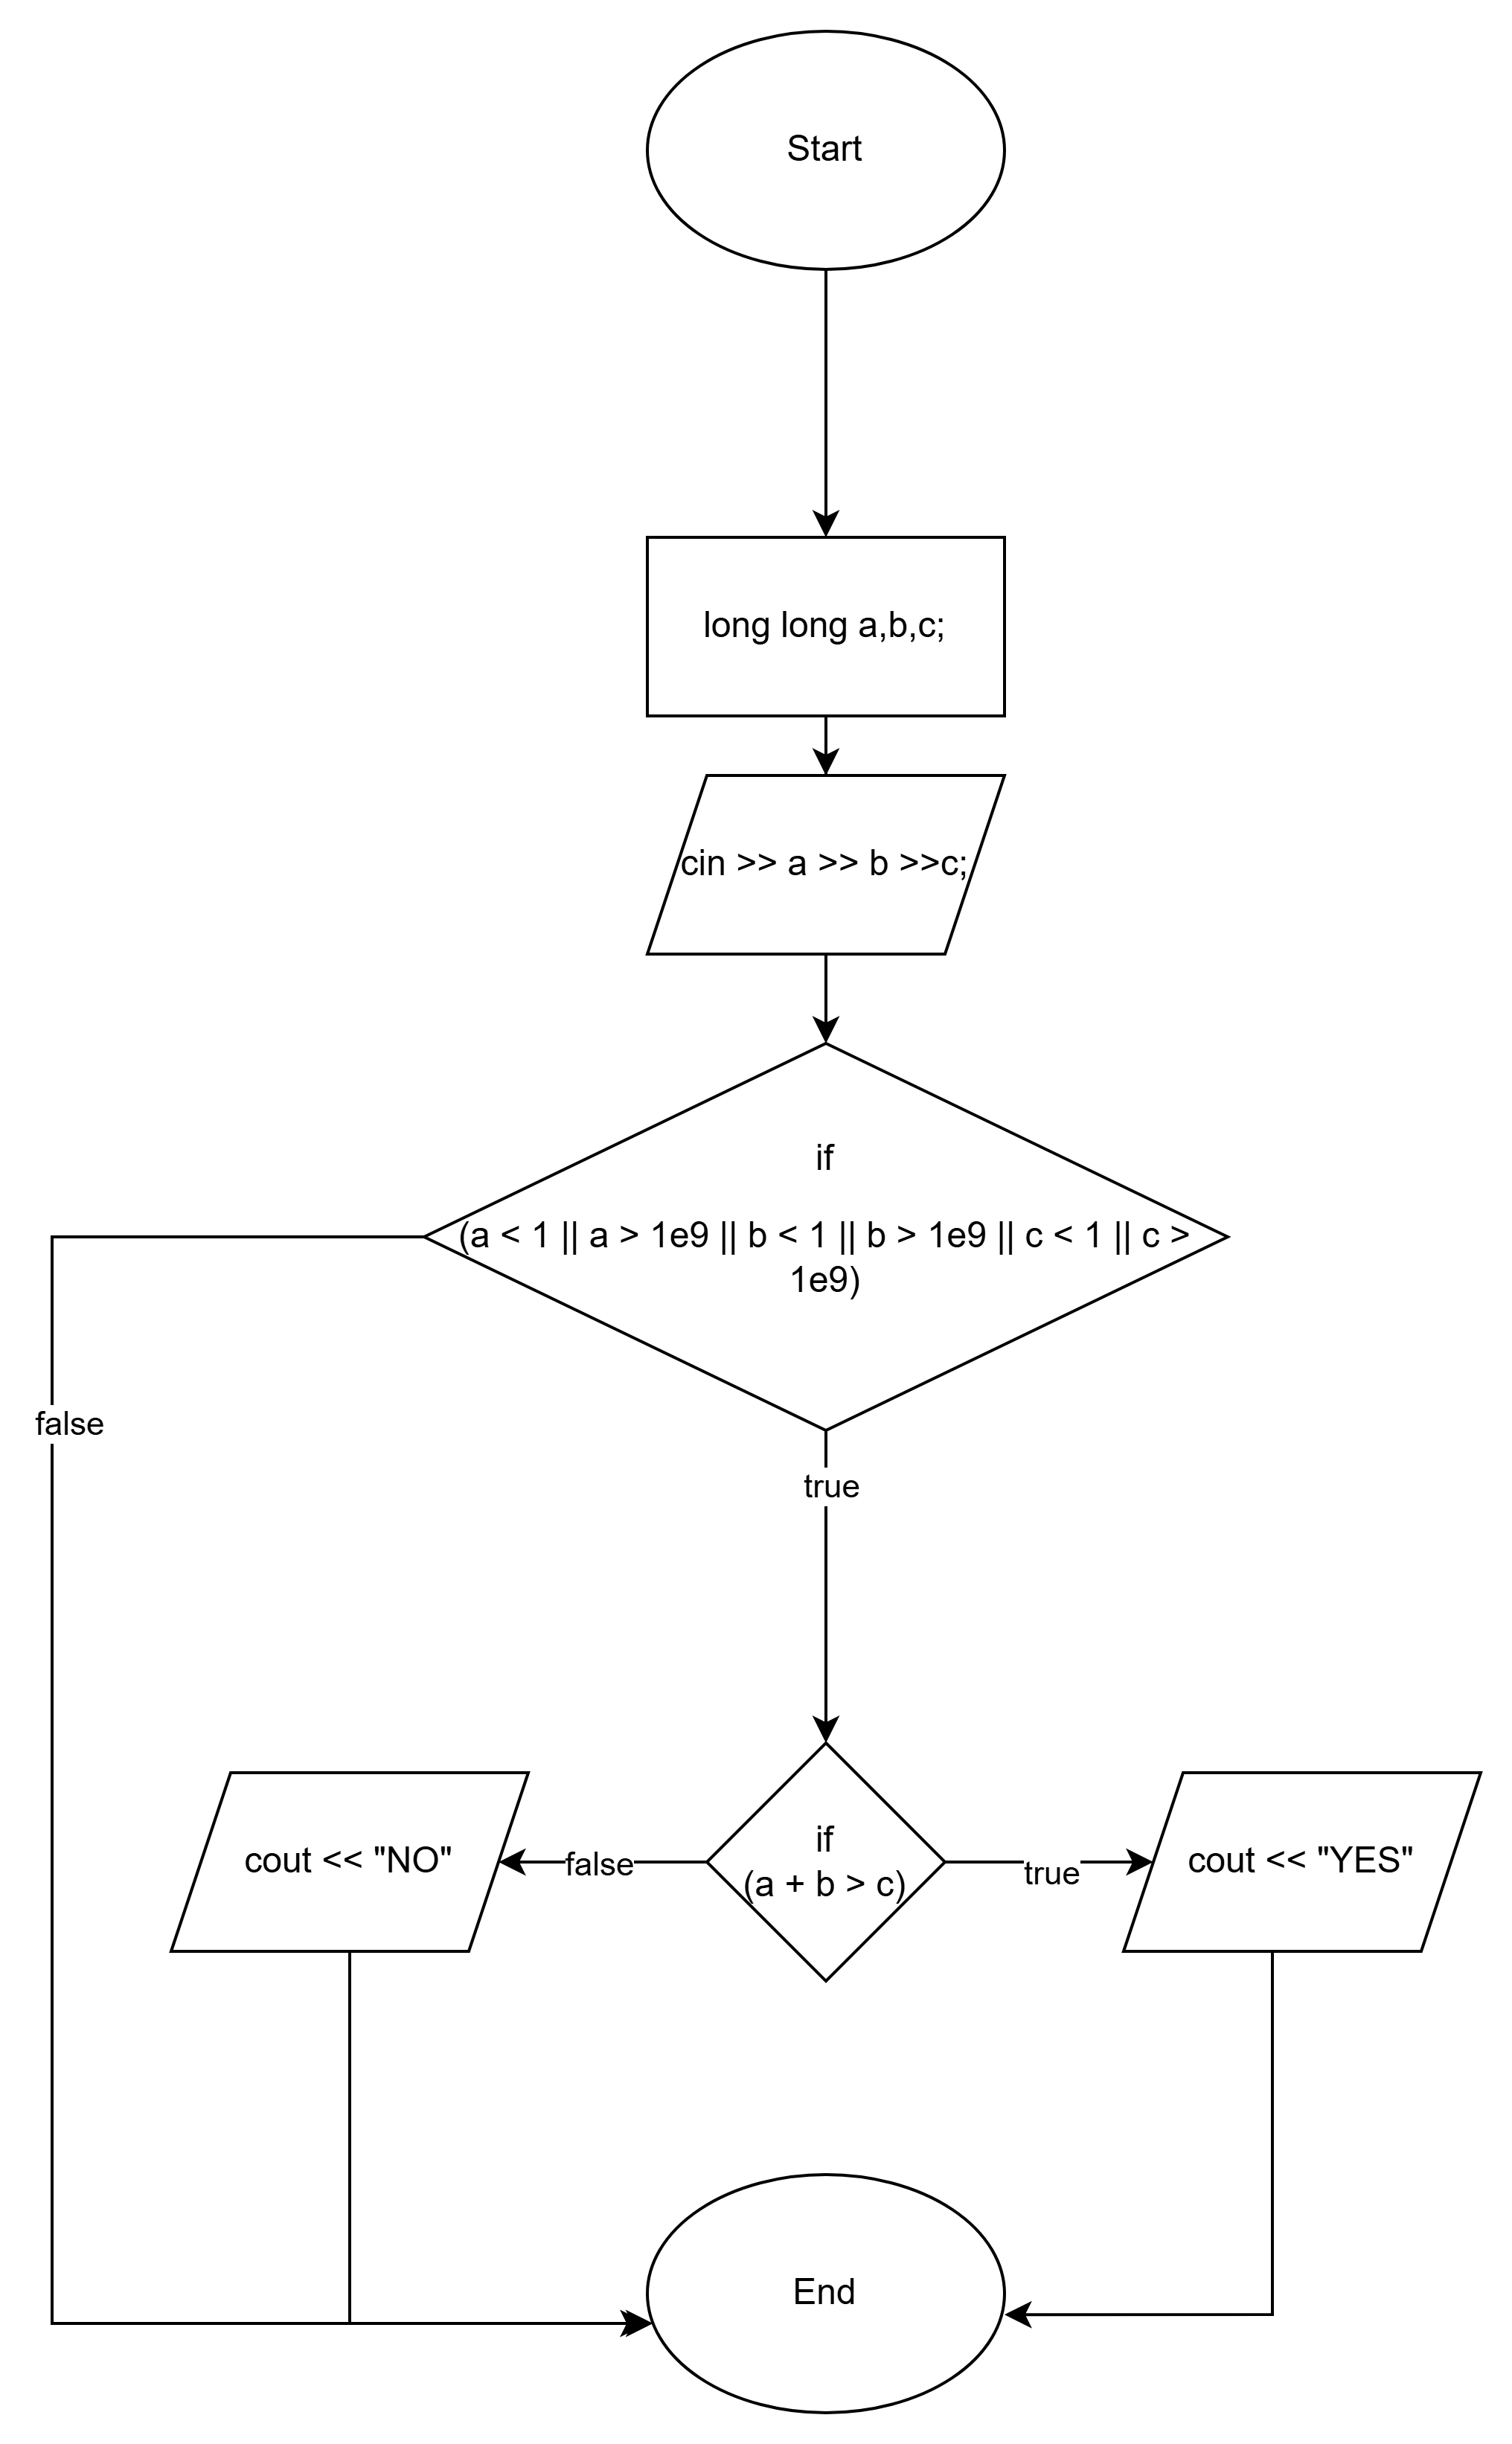 Start
long long a,b,c;
cin >> a >> b >>c;
if
(a < 1 || a > 1e9 || b < 1 || b > 1e9 || c < 1 || c >
1e9)
false
true
cout << "NO"
false
if
(a + b > c)
true
cout << "YES"
End